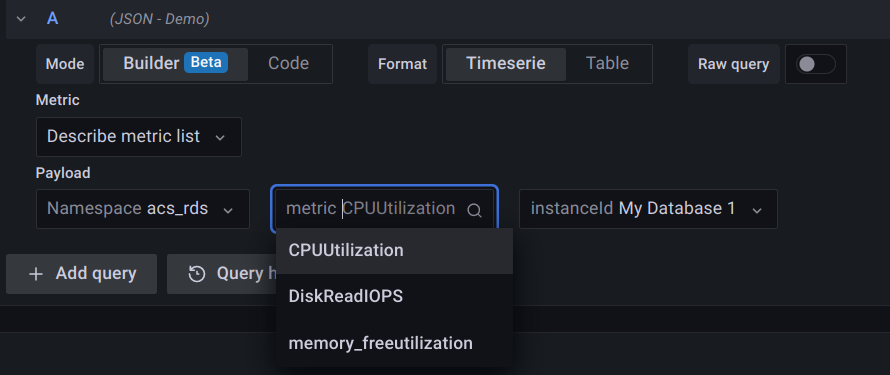 A (JSON - Demo)
Mode Builder Beta Code Format Timeserie Table Raw query
Metric
Describe metric list
Payload
Namespace acs_rds metric CPUUtilization instanceId My Database 1
CPUUtilization
+ Add query Query h
DiskReadIOPS
memory_freeutilization